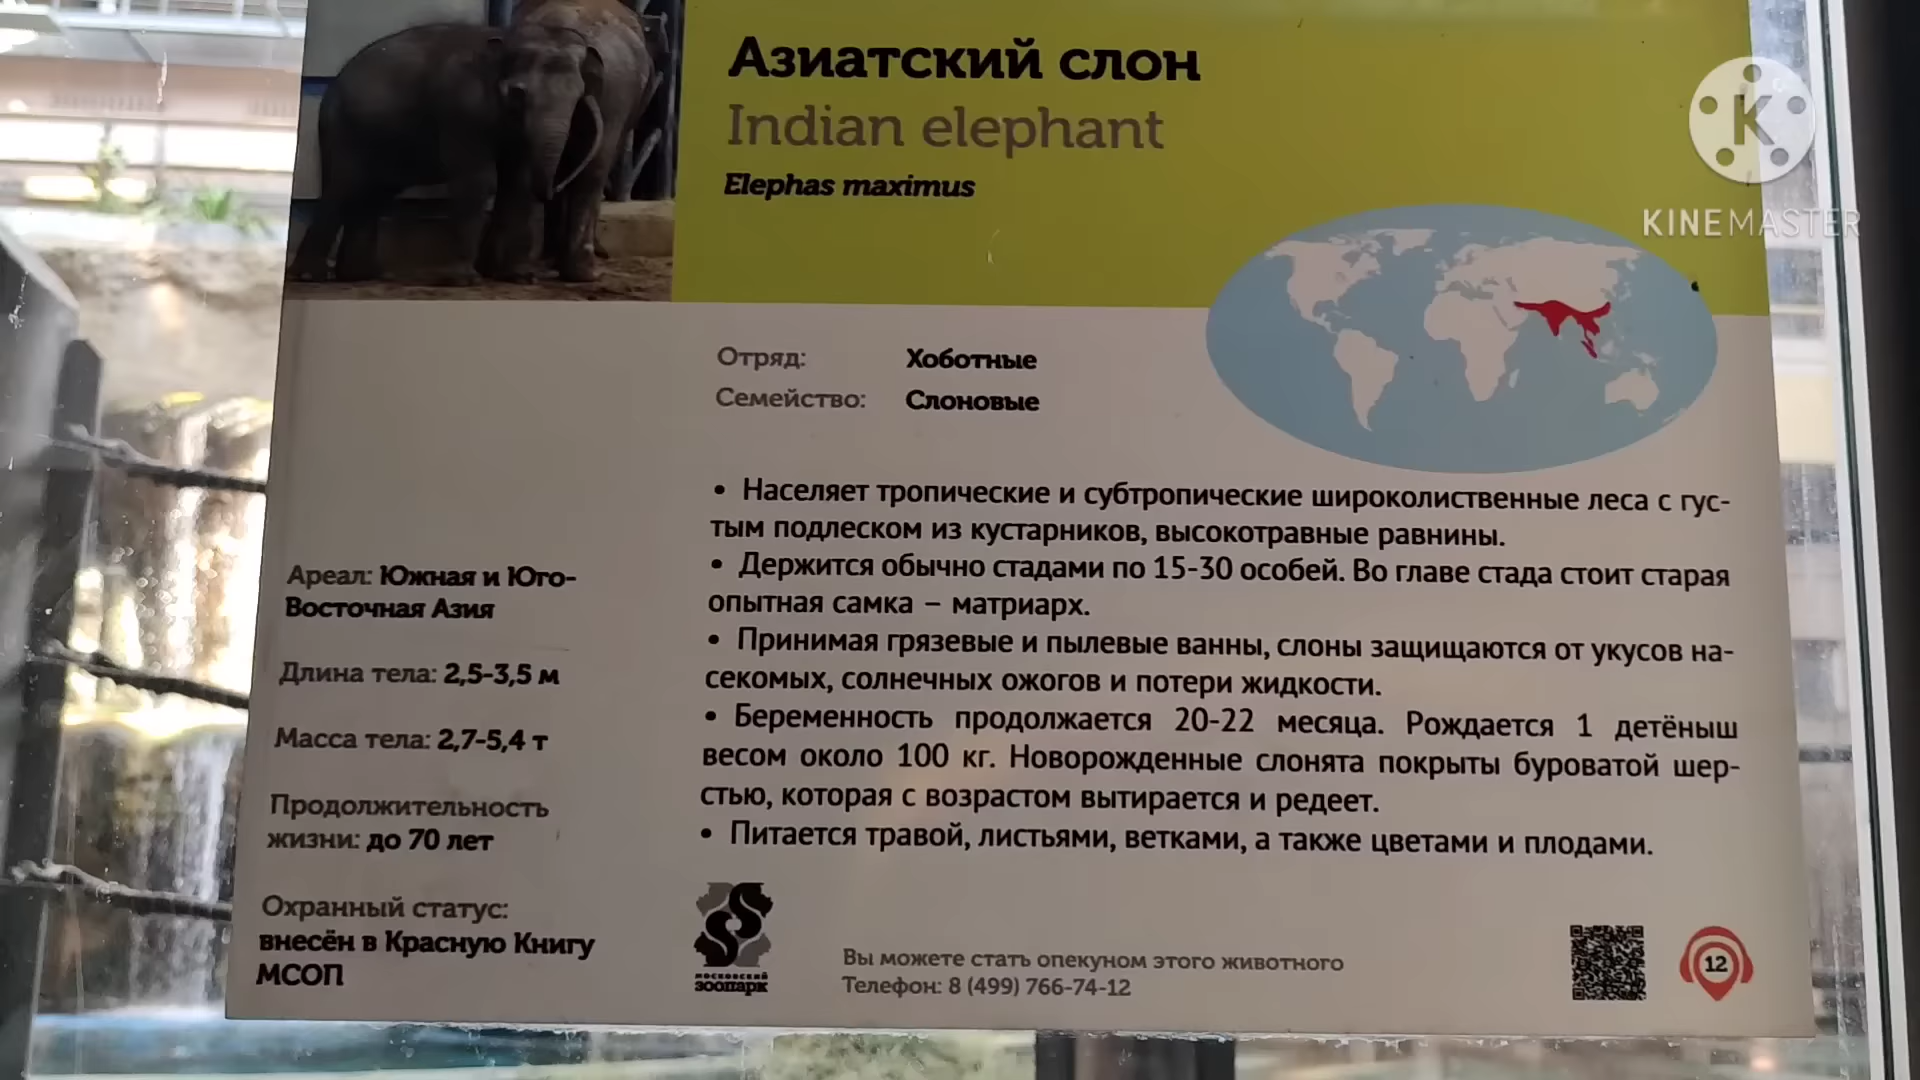 Азиатский слон
Indian elephant
Elephas maximus
K
KINEMASTER
Отряд: Хоботные
Семейство: Слоновые
Ареал: Южная и Юго-
Восточная Азия
Длина тела: 2,5-3,5 м
Масса тела: 2,7-5,4 т
Продолжительность
жизни: до 70 лет
Охранный статус:
внесён в Красную Книгу
МСОП
• Населяет тропические и субтропические широколиственные леса с гус-
тым подлеском из кустарников, высокотравные равнины.
• Держится обычно стадами по 15-30 особей. Во главе стада стоит старая
опытная самка – матриарх.
• Принимая грязевые и пылевые ванны, слоны защищаются от укусов на-
секомых, солнечных ожогов и потери жидкости.
• Беременность продолжается 20-22 месяца. Рождается 1 детёныш
весом около 100 кг. Новорожденные слонята покрыты буроватой шер-
стью, которая с возрастом вытирается и редеет.
• Питается травой, листьями, ветками, а также цветами и плодами.
московский
зоопарк
Вы можете стать опекуном этого животного
Телефон: 8 (499) 766-74-12
12